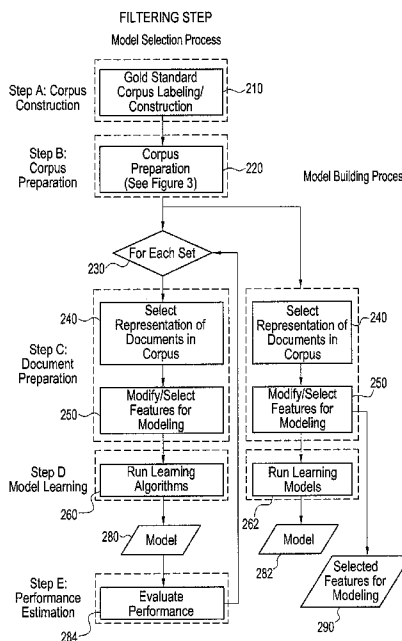 FILTERING STEP
Model Selection Process
Step A: Corpus
Construction
Gold Standard
Corpus Labeling/
Construction
210
Step B:
Corpus
Preparation
Corpus
Preparation
(See Figure 3)
220
Model Building Proces
For Each Set
230
Step C:
Document
Preparation
240
Select
Representation of
Documents in
Corpus
Select
Representation of
Documents in
Corpus
240
250
Modify/Select
Features for
Modeling
Modify/Select
Features for
Modeling
250
Step D
Model Learning
Run Learning
Algorithms
260
Run Learning
Models
262
280
Model
Model
282
Selected
Features for
Modeling
290
Step E:
Performance
Estimation
Evaluate
Performance
284